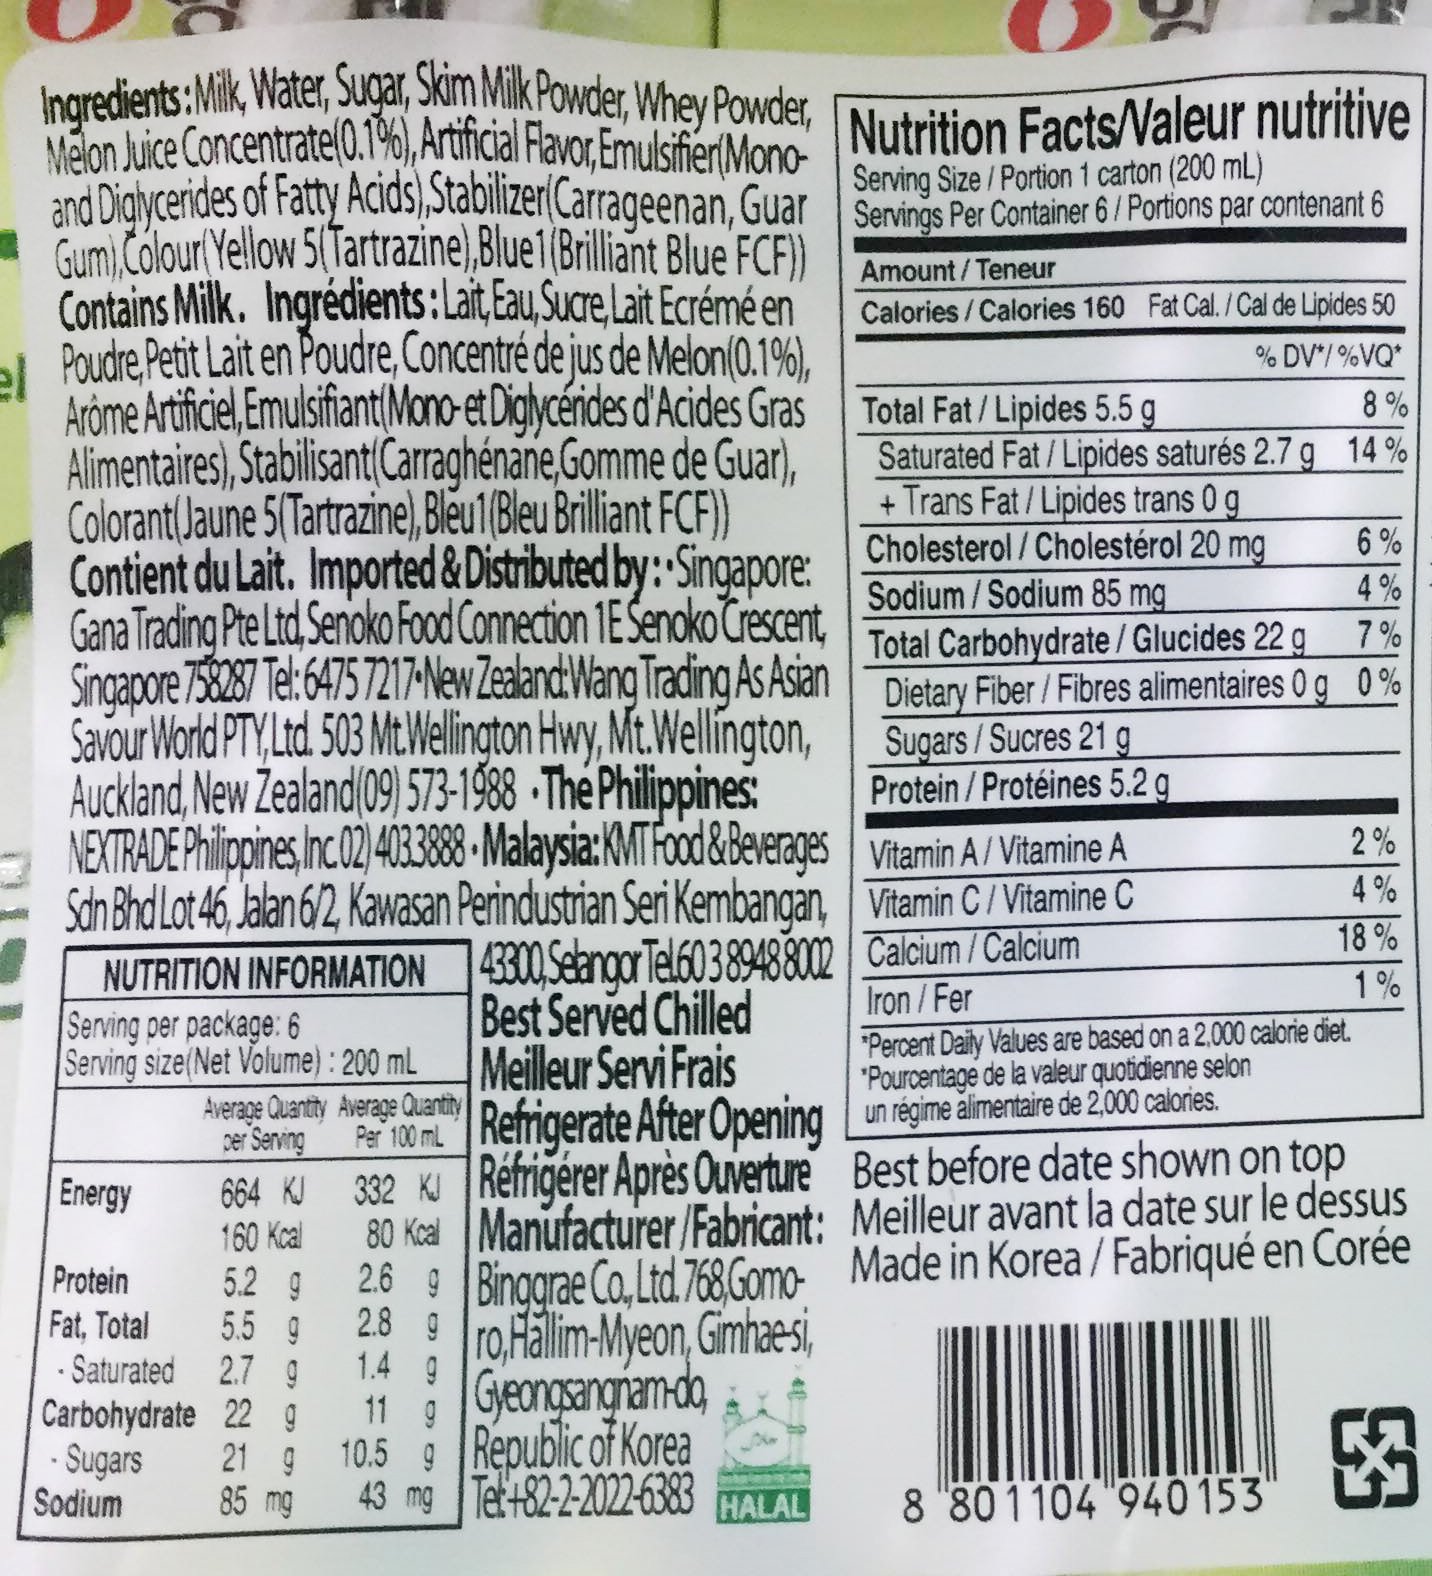 Ingredients:Milk, Water, Sugar, Skim Milk Powder, Whey Powder,
Melon Juice Concentrate(0.1%), Artificial Flavor, Emulsifier(Mono-
and Diglycerides of Fatty Acids),Stabilizer(Carrageenan, Guar
Gum),Colour(Yellow 5(Tartrazine),Blue1(Brilliant Blue FCF))
Contains Milk. Ingrédients:Lait,Eau,Sucre,Lait Ecrémé en
Poudre,Petit Lait en Poudre, Concentré de jus de Melon(0.1%),
Arôme Artificiel,Emulsifiant(Mono- et Diglycérides d'Acides Gras
Alimentaires), Stabilisant(Carraghénane,Gomme de Guar),
Colorant(Jaune 5(Tartrazine), Bleu1(Bleu Brilliant FCF))
Contient du Lait. Imported & Distributed by: •Singapore:
Gana Trading Pte Ltd, Senoko Food Connection 1E Senoko Crescent,
Singapore 758287 Tel: 6475 7217•New Zealand:Wang Trading As Asian
Savour World PTY,Ltd. 503 Mt.Wellington Hwy, Mt.Wellington,
Auckland, New Zealand(09) 573-1988 •The Philippines:
NEXTRADE Philippines, Inc.02) 403.3888 • Malaysia: KMT Food & Beverages
Sdn Bhd Lot 46, Jalan 6/2, Kawasan Perindustrian Seri Kembangan,
43300, Selangor Tel.60 3 8948 8002
Best Served Chilled
Meilleur Servi Frais
Refrigerate After Opening
Réfrigérer Après Ouverture
Manufacturer/Fabricant:
Binggrae Co., Ltd. 768,Gomo-
ro,Hallim-Myeon, Gimhae-si,
Gyeongsangnam-do,
Republic of Korea
Tel:+82-2-2022-6383
HALAL
NUTRITION INFORMATION
Serving per package: 6
Serving size(Net Volume) : 200 mL
Average Quantity Average Quantity
per Serving Per 100 mL
Energy 664 KJ 332 KJ
160 Kcal 80 Kcal
Protein 5.2 g 2.6 g
Fat, Total 5.5 g 2.8 g
- Saturated 2.7 g 1.4 g
Carbohydrate 22 g 11 g
- Sugars 21 g 10.5 g
Sodium 85 mg 43 mg
Nutrition Facts/Valeur nutritive
Serving Size / Portion 1 carton (200 mL)
Servings Per Container 6 / Portions par contenant 6
Amount / Teneur
Calories / Calories 160 Fat Cal. / Cal de Lipides 50
% DV*/ %VQ*
Total Fat / Lipides 5.5 g 8 %
Saturated Fat / Lipides saturés 2.7 g 14 %
+ Trans Fat / Lipides trans 0 g
Cholesterol / Cholestérol 20 mg 6 %
Sodium / Sodium 85 mg 4 %
Total Carbohydrate / Glucides 22 g 7 %
Dietary Fiber / Fibres alimentaires 0 g 0 %
Sugars / Sucres 21 g
Protein / Protéines 5.2 g
Vitamin A / Vitamine A 2 %
Vitamin C / Vitamine C 4 %
Calcium / Calcium 18 %
Iron / Fer 1 %
*Percent Daily Values are based on a 2,000 calorie diet.
*Pourcentage de la valeur quotidienne selon
un régime alimentaire de 2,000 calories.
Best before date shown on top
Meilleur avant la date sur le dessus
Made in Korea / Fabriqué en Corée
8 801104 940153